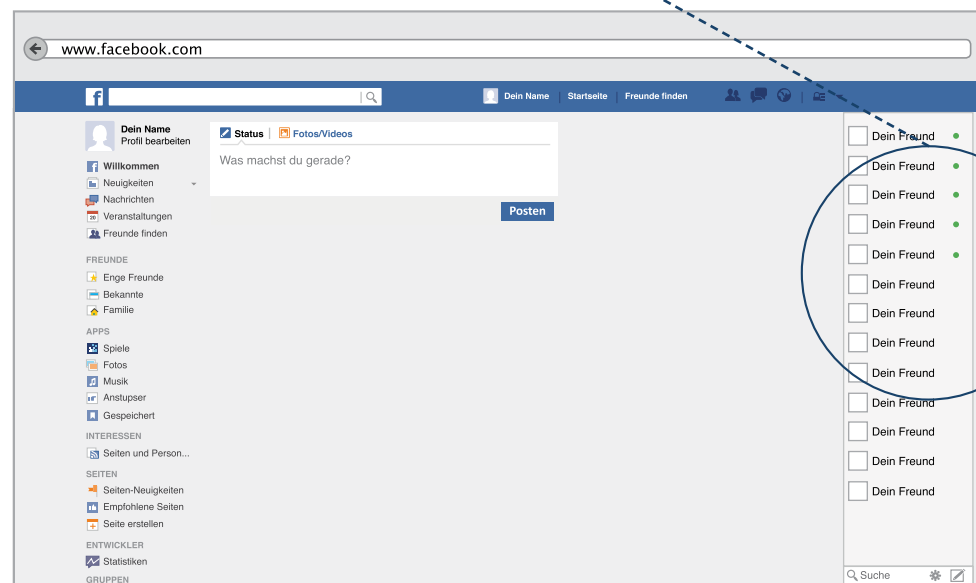 www.facebook.com
f
Dein Name
Startseite
Freunde finden
Dein Name
Profil bearbeiten
Willkommen
Neuigkeiten
Nachrichten
20 Veranstaltungen
Freunde finden
FREUNDE
Enge Freunde
Bekannte
Familie
APPS
Spiele
Fotos
Musik
Anstupser
Gespeichert
INTERESSEN
Seiten und Person...
SEITEN
Seiten-Neuigkeiten
Empfohlene Seiten
Seite erstellen
ENTWICKLER
Statistiken
GRUPPEN
Status
Fotos/Videos
Was machst du gerade?
Posten
Dein Freund
Dein Freund
Dein Freund
Dein Freund
Dein Freund
Dein Freund
Dein Freund
Dein Freund
Dein Freund
Dein Freund
Dein Freund
Dein Freund
Dein Freund
Suche